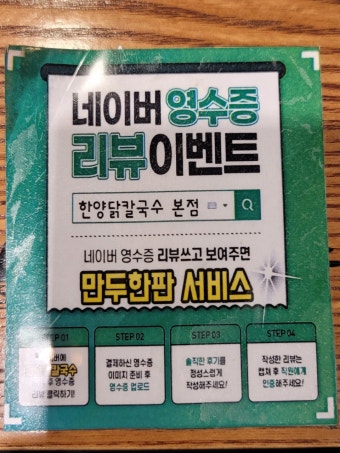 네이버 영수증
리뷰이벤트
한양닭칼국수 본점
네이버 영수증 리뷰쓰고 보여주면
만두한판 서비스
STEP 01
STEP 02
결제하신 영수증
이미지 준비 후
영수증 업로드
STEP 03
솔직한 후기를
정성스럽게
작성해주세요!
STEP 04
작성한 리뷰는
캡쳐 후 직원에게
인증해주세요!